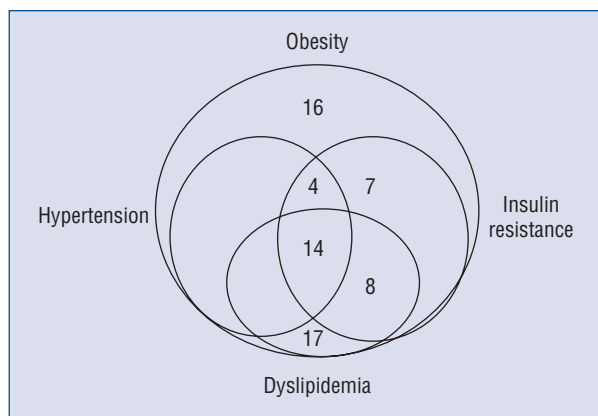 Obesity
16
4
7
Hypertension
Insulin
resistance
14
8
17
Dyslipidemia